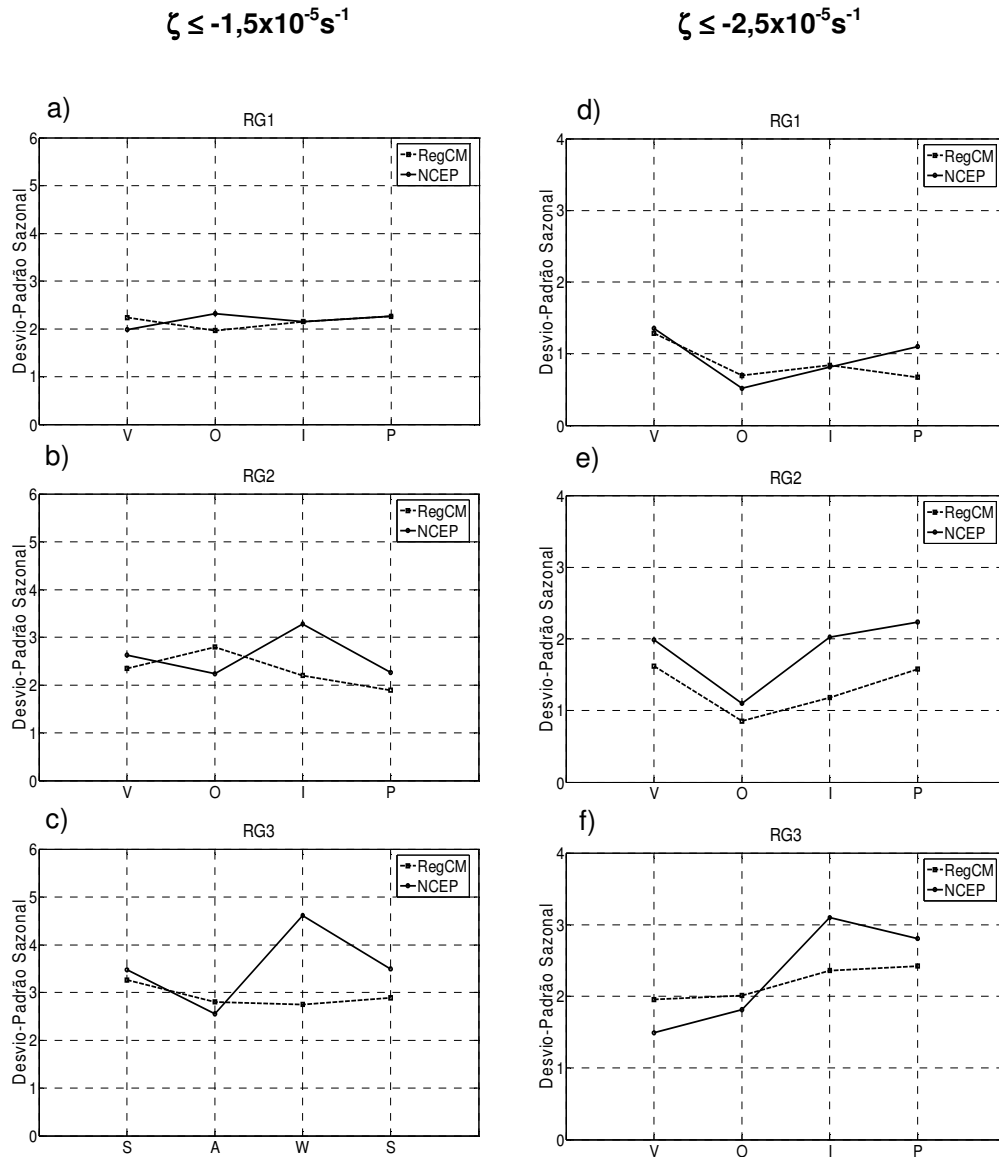 ζ ≤ -1,5x10⁻⁵s⁻¹
ζ ≤ -2,5x10⁻⁵s⁻¹
a)
RG1
Desvio-Padrão Sazonal
6
5
4
3
2
1
0
V O I P
RegCM
NCEP
d)
RG1
Desvio-Padrão Sazonal
4
3
2
1
0
V O I P
RegCM
NCEP
b)
RG2
Desvio-Padrão Sazonal
6
5
4
3
2
1
0
V O I P
RegCM
NCEP
e)
RG2
Desvio-Padrão Sazonal
4
3
2
1
0
V O I P
RegCM
NCEP
c)
RG3
Desvio-Padrão Sazonal
6
5
4
3
2
1
0
S A W S
RegCM
NCEP
f)
RG3
Desvio-Padrão Sazonal
4
3
2
1
0
V O I P
RegCM
NCEP